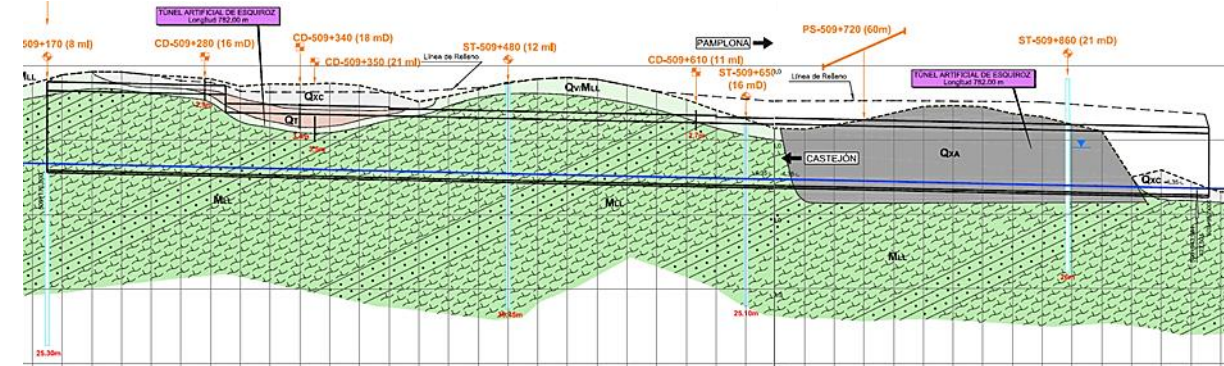 TÚNEL ARTIFICIAL DE ESQUIROZ
Longitud 782.00 m
509+170 (8 ml)
CD-509+280 (16 mD)
CD-509+340 (18 mD)
CD-509+350 (21 ml)
ST-509+480 (12 ml)
Línea de Relleno
PAMPLONA
CD-509+610 (11 ml)
ST-509+650
(16 mD)
PS-509+720 (60m)
Línea de Relleno
ST-509+860 (21 mD)
TÚNEL ARTIFICIAL DE ESQUIROZ
Longitud 782.00 m
MLL
QXC
QT
QV/MLL
QXA
CASTEJÓN
QXC
MLL
MLL
MLL
25.30m
25.10m